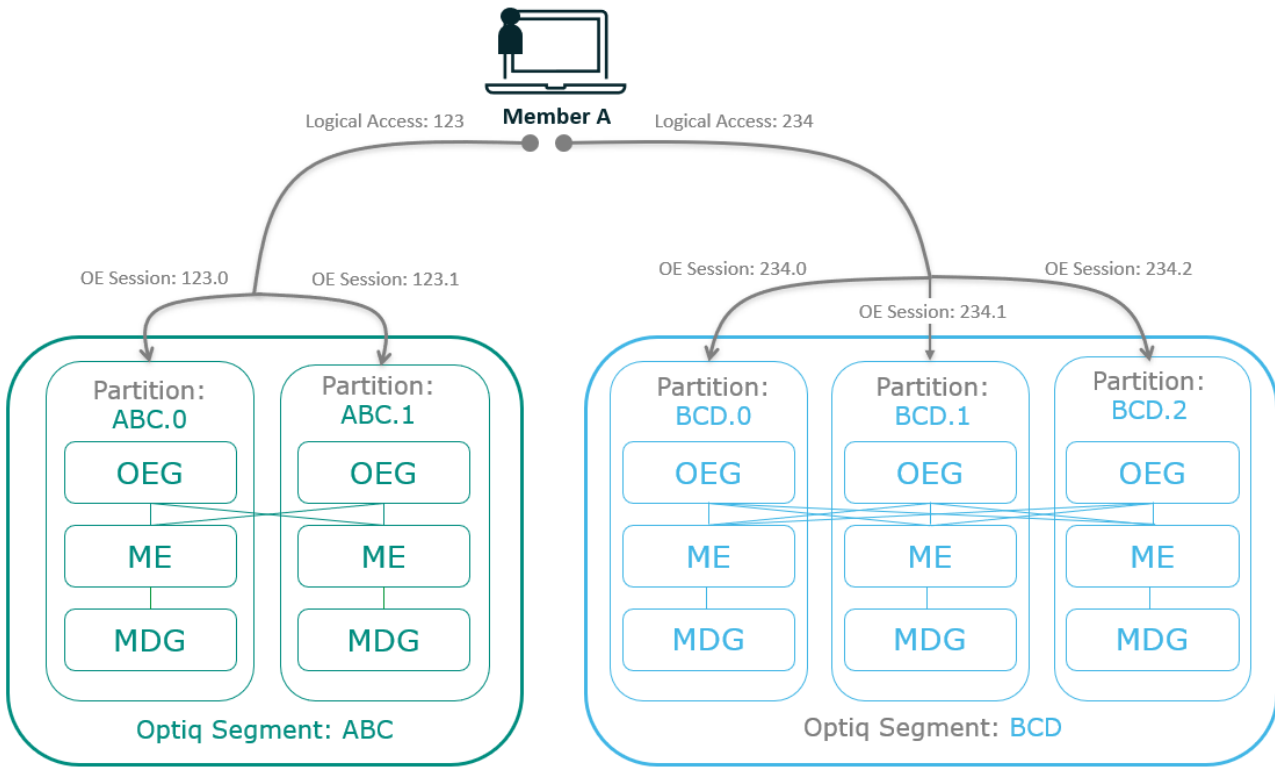 Member A
Logical Access: 123
Logical Access: 234
OE Session: 123.0
OE Session: 123.1
OE Session: 234.0
OE Session: 234.1
OE Session: 234.2
Partition:
ABC.0
OEG
ME
MDG
Partition:
ABC.1
OEG
ME
MDG
Optiq Segment: ABC
Partition:
BCD.0
OEG
ME
MDG
Partition:
BCD.1
OEG
ME
MDG
Partition:
BCD.2
OEG
ME
MDG
Optiq Segment: BCD